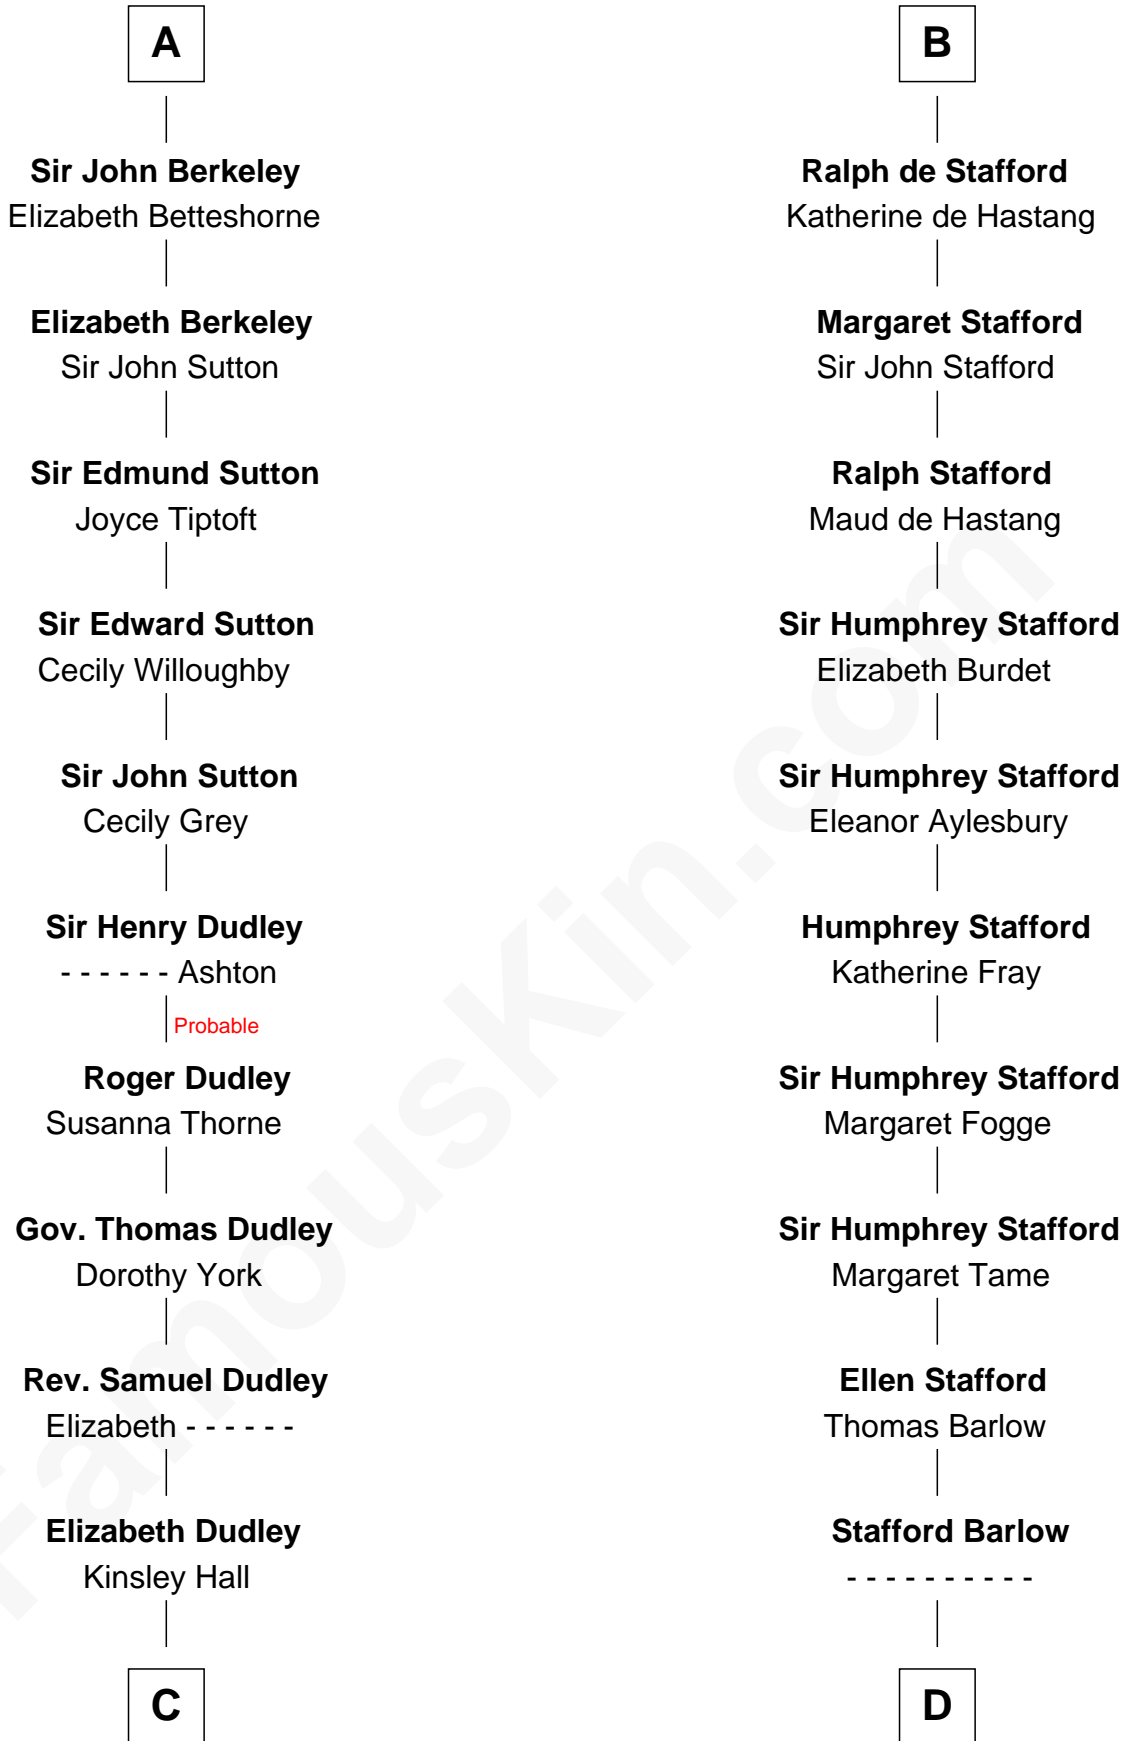 A
Sir John Berkeley
Elizabeth Betteshorne
Elizabeth Berkeley
Sir John Sutton
Sir Edmund Sutton
Joyce Tiptoft
Sir Edward Sutton
Cecily Willoughby
Sir John Sutton
Cecily Grey
Sir Henry Dudley
- - - - - - Ashton
Probable
Roger Dudley
Susanna Thorne
Gov. Thomas Dudley
Dorothy York
Rev. Samuel Dudley
Elizabeth - - - - - -
Elizabeth Dudley
Kinsley Hall
C
B
Ralph de Stafford
Katherine de Hastang
Margaret Stafford
Sir John Stafford
Ralph Stafford
Maud de Hastang
Sir Humphrey Stafford
Elizabeth Burdet
Sir Humphrey Stafford
Eleanor Aylesbury
Humphrey Stafford
Katherine Fray
Sir Humphrey Stafford
Margaret Fogge
Sir Humphrey Stafford
Margaret Tame
Ellen Stafford
Thomas Barlow
Stafford Barlow
- - - - - - - - - -
D
FamousKin.com